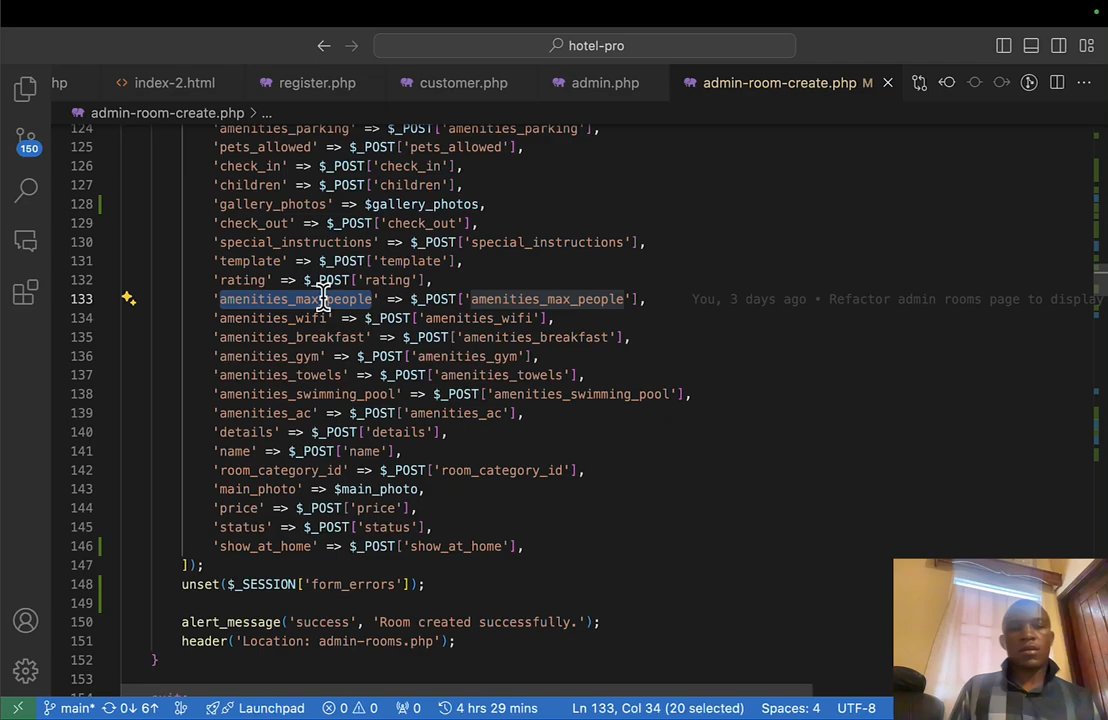 hotel-pro
hp
index-2.html
register.php
customer.php
admin.php
admin-room-create.php M
admin-room-create.php > ...
124 'amenities_parking' => $_POST['amenities_parking'],
125 'pets_allowed' => $_POST['pets_allowed'],
126 'check_in' => $_POST['check_in'],
127 'children' => $_POST['children'],
128 'gallery_photos' => $gallery_photos,
129 'check_out' => $_POST['check_out'],
130 'special_instructions' => $_POST['special_instructions'],
131 'template' => $_POST['template'],
132 'rating' => $_POST['rating'],
133 'amenities_max_people' => $_POST['amenities_max_people'], You, 3 days ago • Refactor admin rooms page to display
134 'amenities_wifi' => $_POST['amenities_wifi'],
135 'amenities_breakfast' => $_POST['amenities_breakfast'],
136 'amenities_gym' => $_POST['amenities_gym'],
137 'amenities_towels' => $_POST['amenities_towels'],
138 'amenities_swimming_pool' => $_POST['amenities_swimming_pool'],
139 'amenities_ac' => $_POST['amenities_ac'],
140 'details' => $_POST['details'],
141 'name' => $_POST['name'],
142 'room_category_id' => $_POST['room_category_id'],
143 'main_photo' => $main_photo,
144 'price' => $_POST['price'],
145 'status' => $_POST['status'],
146 'show_at_home' => $_POST['show_at_home'],
147 ]);
148 unset($_SESSION['form_errors']);
149
150 alert_message('success', 'Room created successfully.');
151 header('Location: admin-rooms.php');
152 }
153
150
main* 0↓ 6↑ Launchpad 0 0 0 4 hrs 29 mins Ln 133, Col 34 (20 selected) Spaces: 4 UTF-8